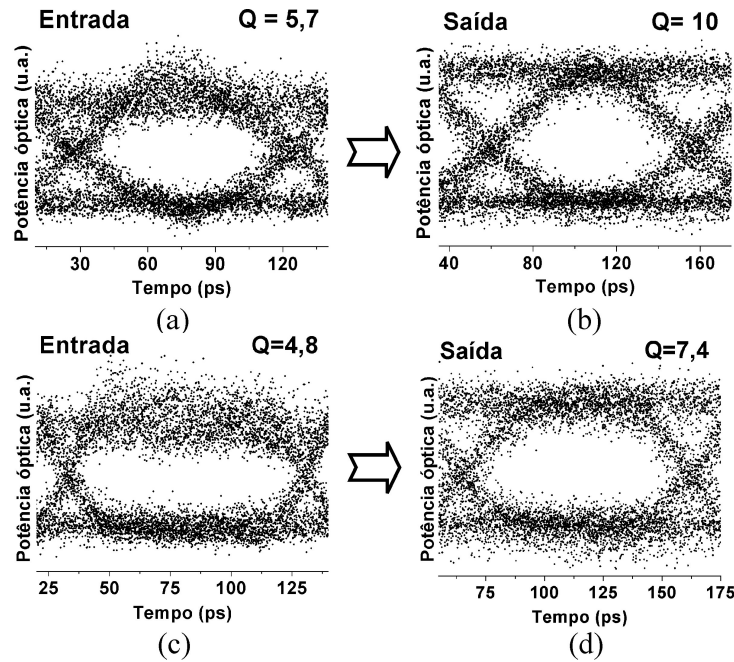 Entrada Q = 5,7
Potência óptica (u.a.)
30 60 90 120
Tempo (ps)
(a)
Saída Q= 10
Potência óptica (u.a.)
40 80 120 160
Tempo (ps)
(b)
Entrada Q=4,8
Potência óptica (u.a.)
25 50 75 100 125
Tempo (ps)
(c)
Saída Q=7,4
Potência óptica (u.a.)
75 100 125 150 175
Tempo (ps)
(d)